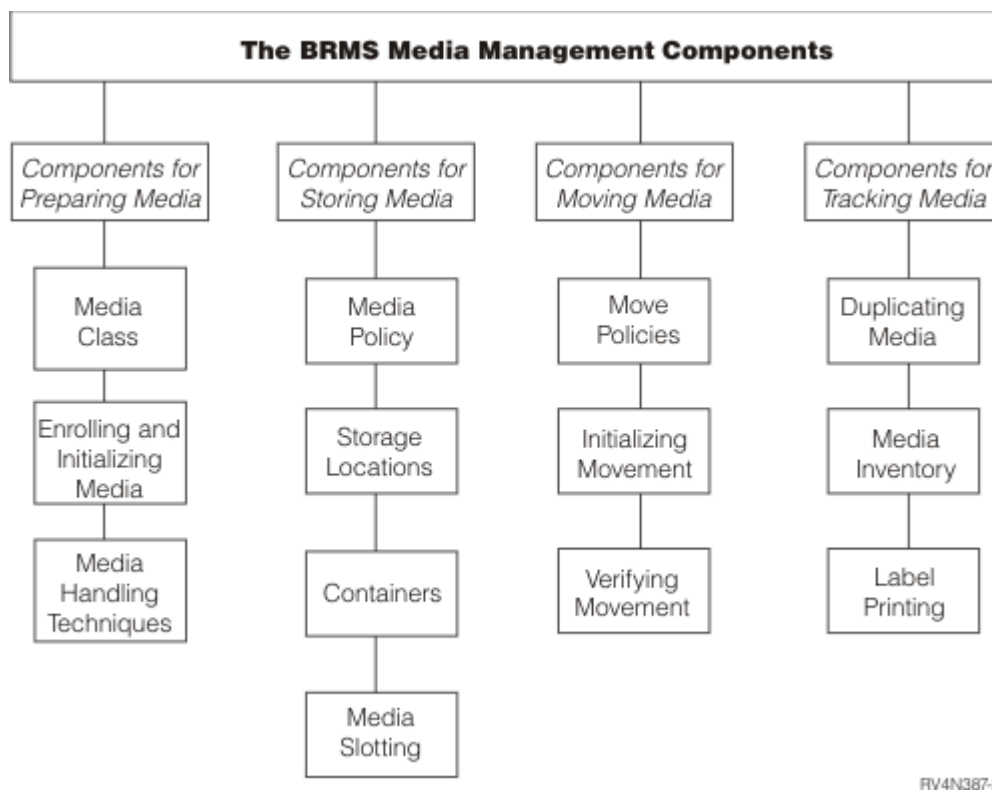 The BRMS Media Management Components
Components for
Preparing Media
Components for
Storing Media
Components for
Moving Media
Components for
Tracking Media
Media
Class
Enrolling and
Initializing
Media
Media
Handling
Techniques
Media
Policy
Storage
Locations
Containers
Media
Slotting
Move
Policies
Initializing
Movement
Verifying
Movement
Duplicating
Media
Media
Inventory
Label
Printing
RV4N387-